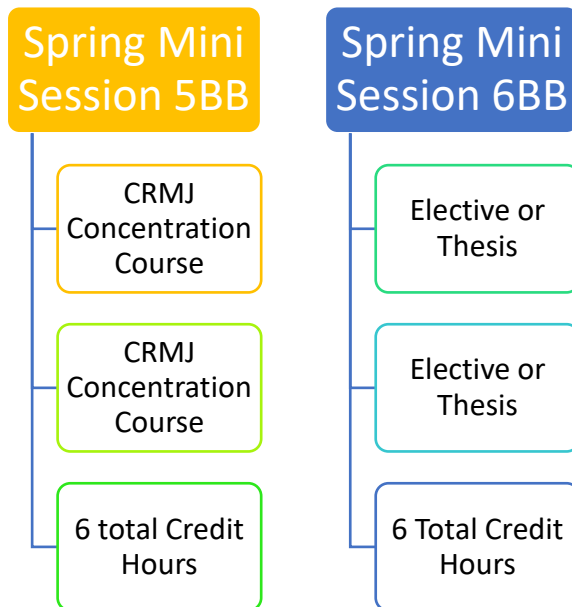 Spring Mini
Session 5BB
CRMJ
Concentration
Course
CRMJ
Concentration
Course
6 total Credit
Hours
Spring Mini
Session 6BB
Elective or
Thesis
Elective or
Thesis
6 Total Credit
Hours